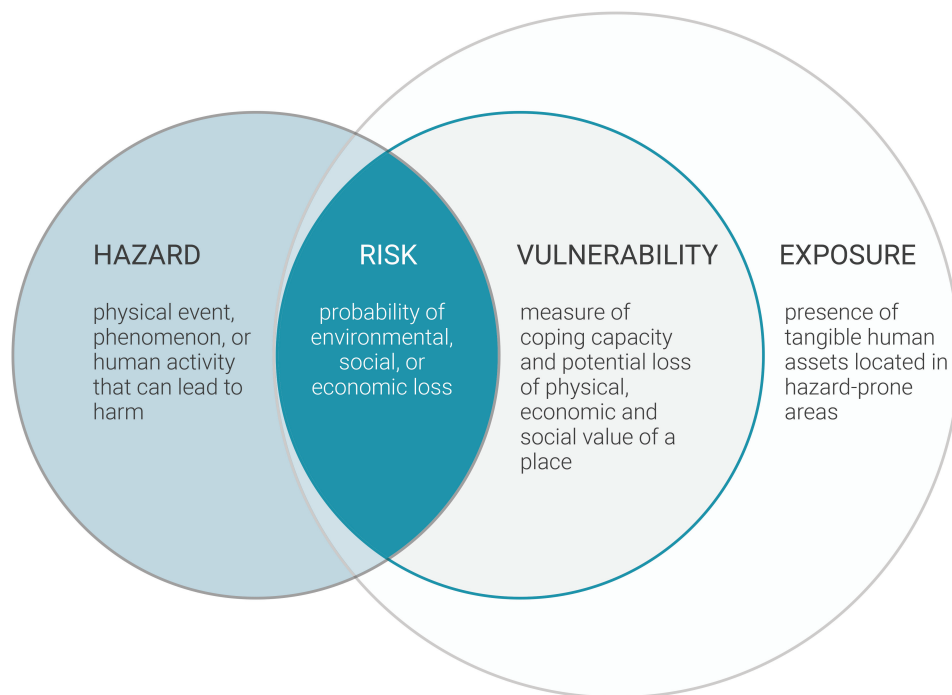 HAZARD
physical event,
phenomenon, or
human activity
that can lead to
harm
RISK
probability of
environmental,
social, or
economic loss
VULNERABILITY
measure of
coping capacity
and potential loss
of physical,
economic and
social value of a
place
EXPOSURE
presence of
tangible human
assets located in
hazard-prone
areas